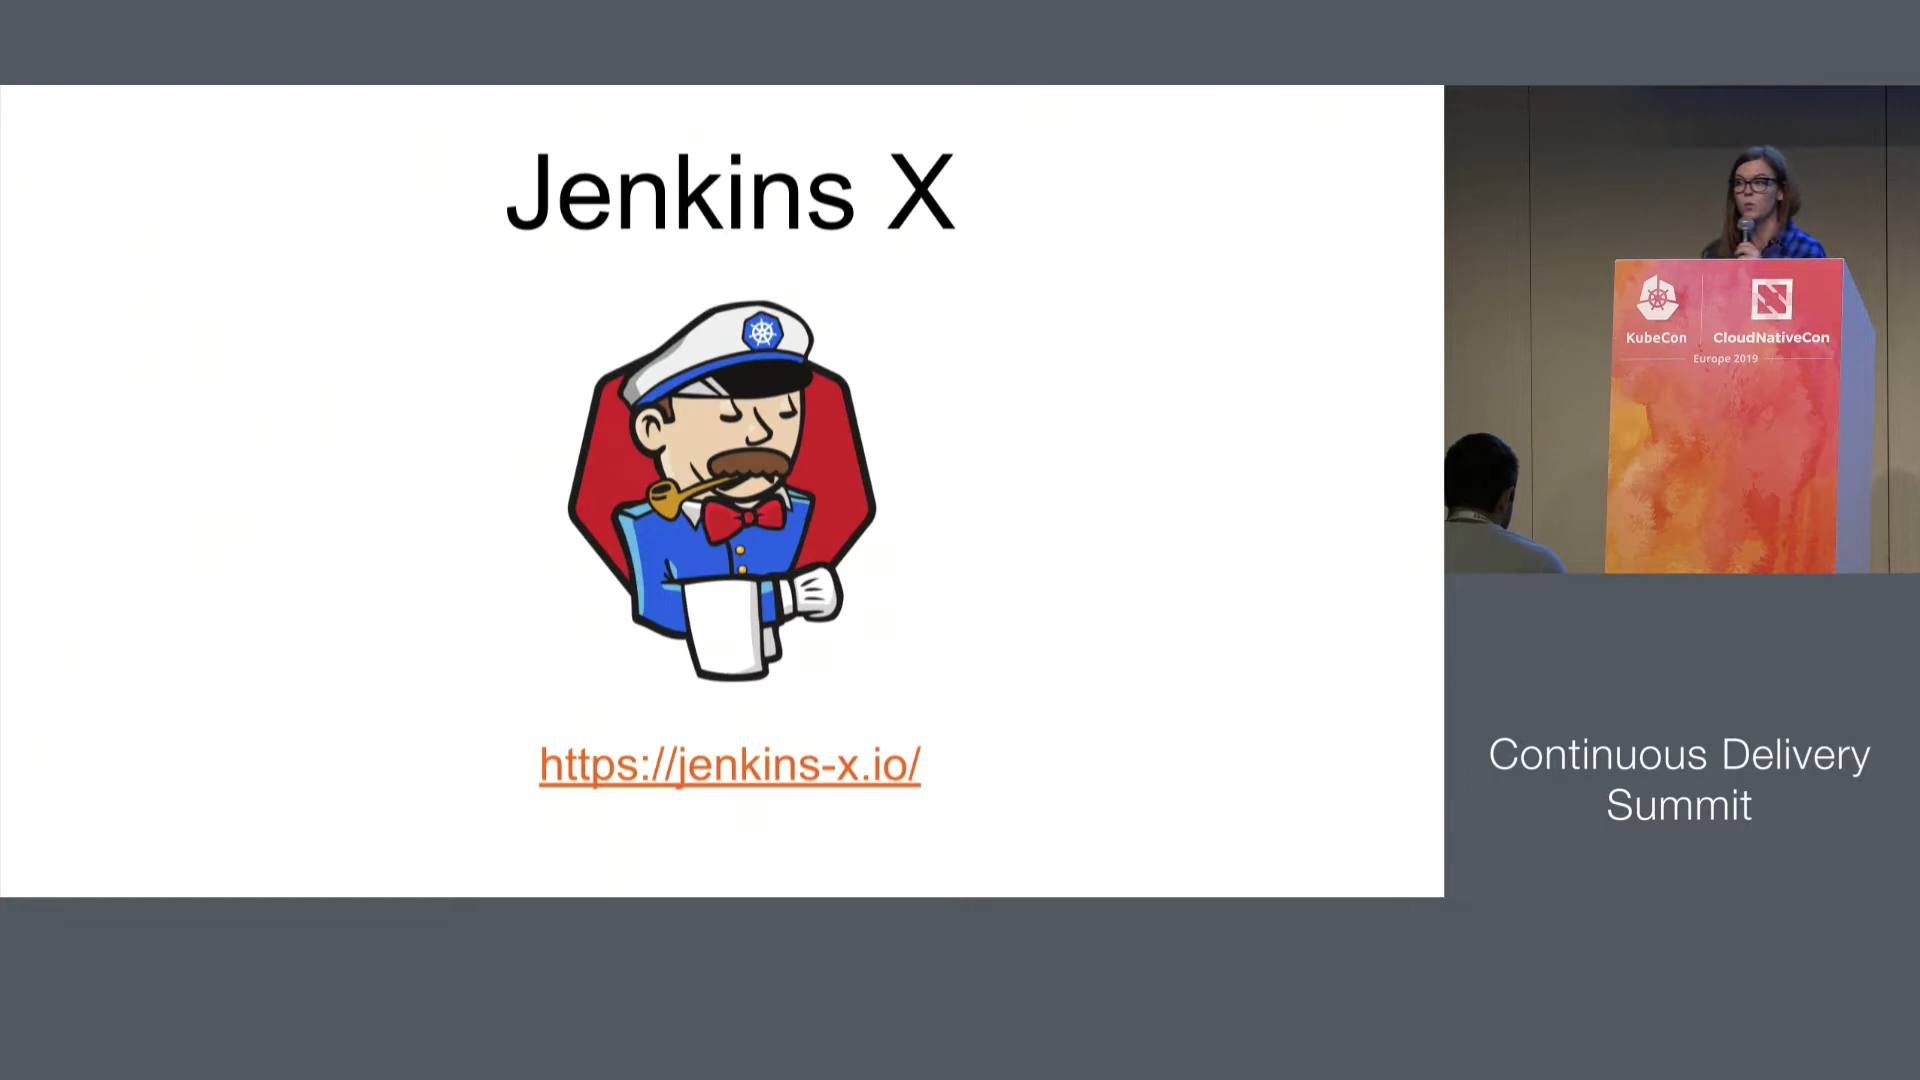 Jenkins X
https://jenkins-x.io/
KubeCon
CloudNativeCon
Europe 2019
Continuous Delivery
Summit